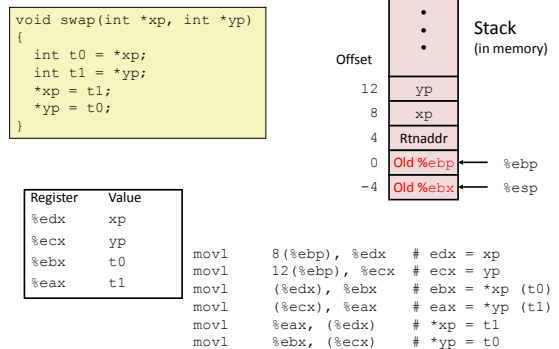 void swap(int *xp, int *yp)
{
  int t0 = *xp;
  int t1 = *yp;
  *xp = t1;
  *yp = t0;
}
Stack
(in memory)
Offset
12 yp
8 xp
4 Rtnaddr
0 Old %ebp %ebp
-4 Old %ebx %esp
Register Value
%edx xp
%ecx yp
%ebx t0
%eax t1
movl 8(%ebp), %edx # edx = xp
movl 12(%ebp), %ecx # ecx = yp
movl (%edx), %ebx # ebx = *xp (t0)
movl (%ecx), %eax # eax = *yp (t1)
movl %eax, (%edx) # *xp = t1
movl %ebx, (%ecx) # *yp = t0